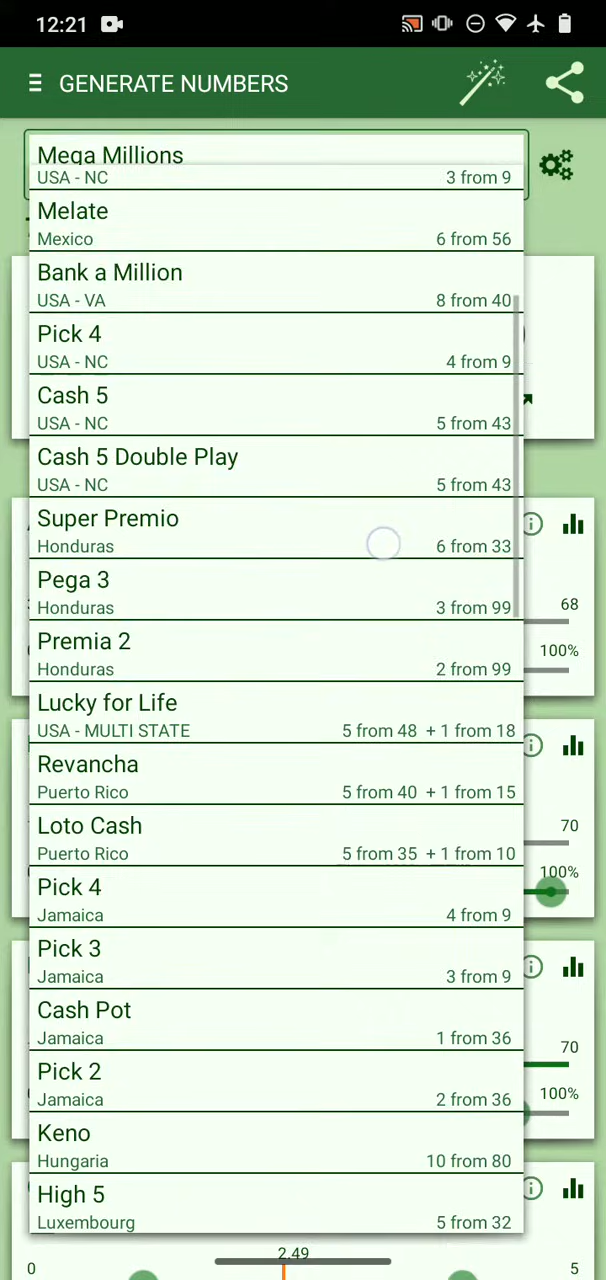 12:21
GENERATE NUMBERS
Mega Millions
USA - NC 3 from 9
Melate
Mexico 6 from 56
Bank a Million
USA - VA 8 from 40
Pick 4
USA - NC 4 from 9
Cash 5
USA - NC 5 from 43
Cash 5 Double Play
USA - NC 5 from 43
Super Premio
Honduras 6 from 33
Pega 3
Honduras 3 from 99
68
Premia 2
100%
Honduras 2 from 99
Lucky for Life
USA - MULTI STATE 5 from 48 + 1 from 18
Revancha
Puerto Rico 5 from 40 + 1 from 15
Loto Cash
70
Puerto Rico 5 from 35 + 1 from 10
100%
Pick 4
Jamaica 4 from 9
Pick 3
Jamaica 3 from 9
Cash Pot
Jamaica 1 from 36
70
Pick 2
100%
Jamaica 2 from 36
Keno
Hungaria 10 from 80
High 5
Luxembourg 5 from 32
2.49
0 5